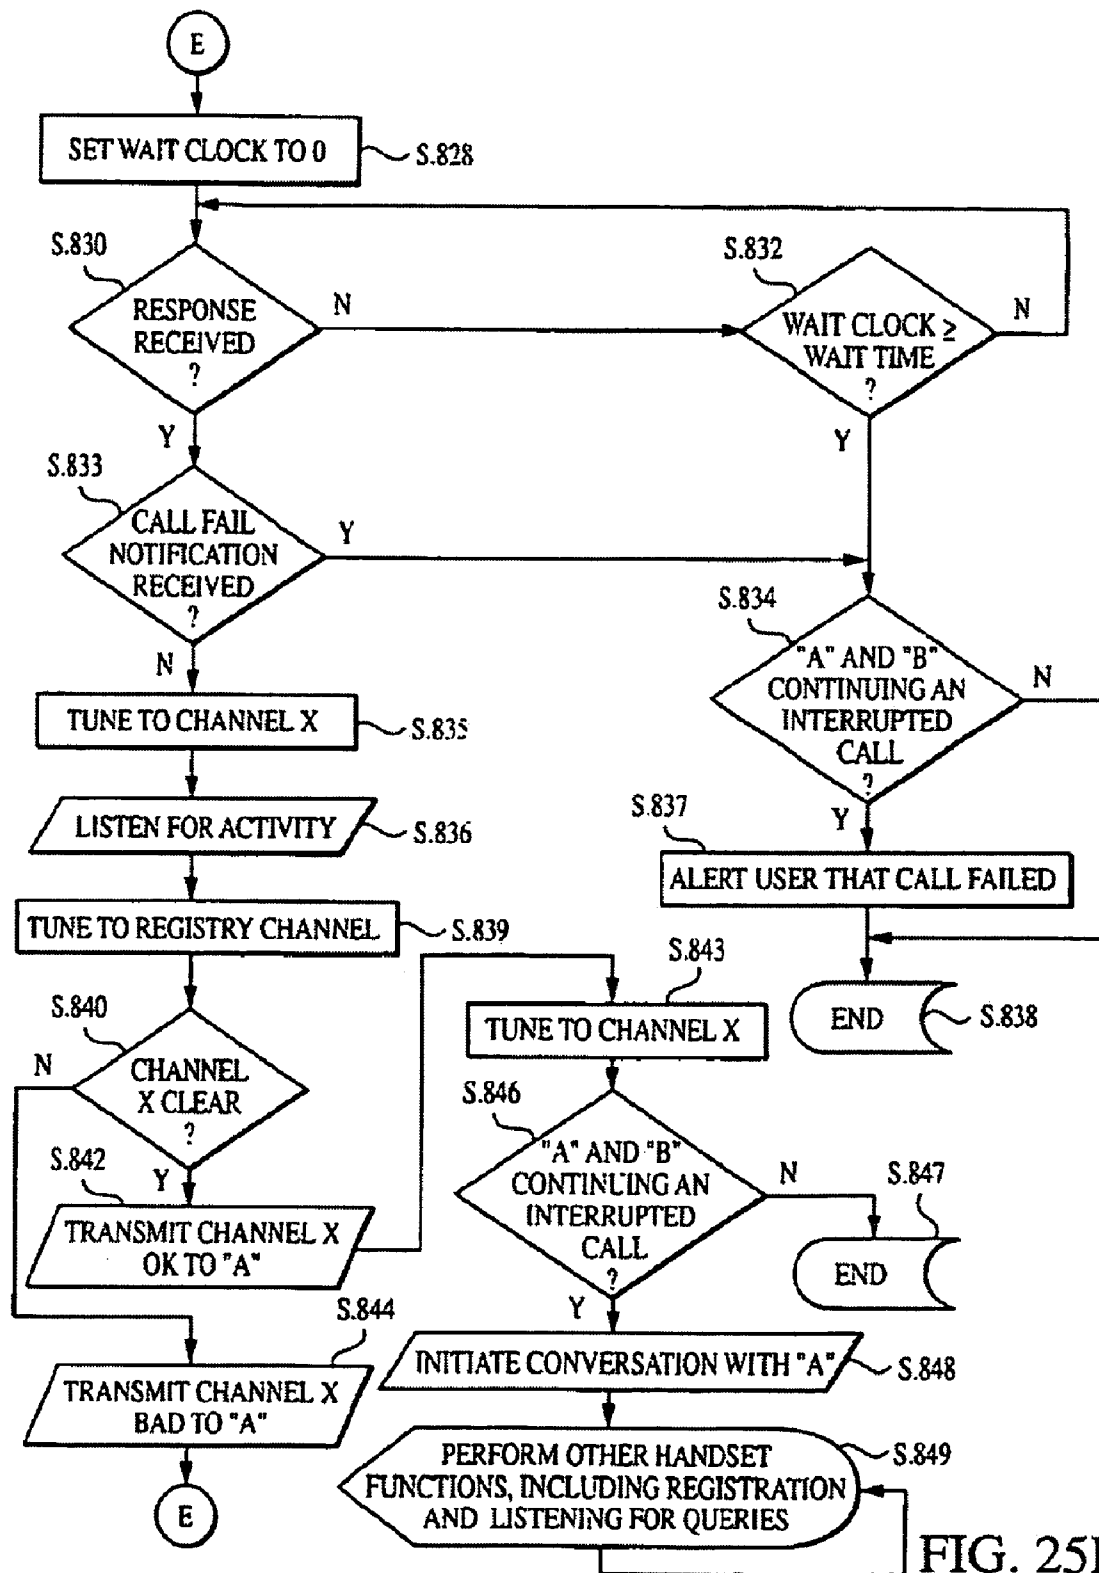 E
SET WAIT CLOCK TO 0
S.828
S.830
RESPONSE
RECEIVED
?
N
Y
S.832
WAIT CLOCK ≥
WAIT TIME
?
N
Y
S.833
CALL FAIL
NOTIFICATION
RECEIVED
?
Y
N
S.834
"A" AND "B"
CONTINUING AN
INTERRUPTED
CALL
?
N
Y
TUNE TO CHANNEL X
S.835
LISTEN FOR ACTIVITY
S.836
S.837
ALERT USER THAT CALL FAILED
TUNE TO REGISTRY CHANNEL
S.839
END
S.838
S.840
CHANNEL
X CLEAR
?
N
Y
S.843
TUNE TO CHANNEL X
S.846
"A" AND "B"
CONTINUING AN
INTERRUPTED
CALL
?
N
Y
S.847
END
S.842
TRANSMIT CHANNEL X
OK TO "A"
S.844
TRANSMIT CHANNEL X
BAD TO "A"
E
INITIATE CONVERSATION WITH "A"
S.848
PERFORM OTHER HANDSET
FUNCTIONS, INCLUDING REGISTRATION
AND LISTENING FOR QUERIES
S.849
FIG.